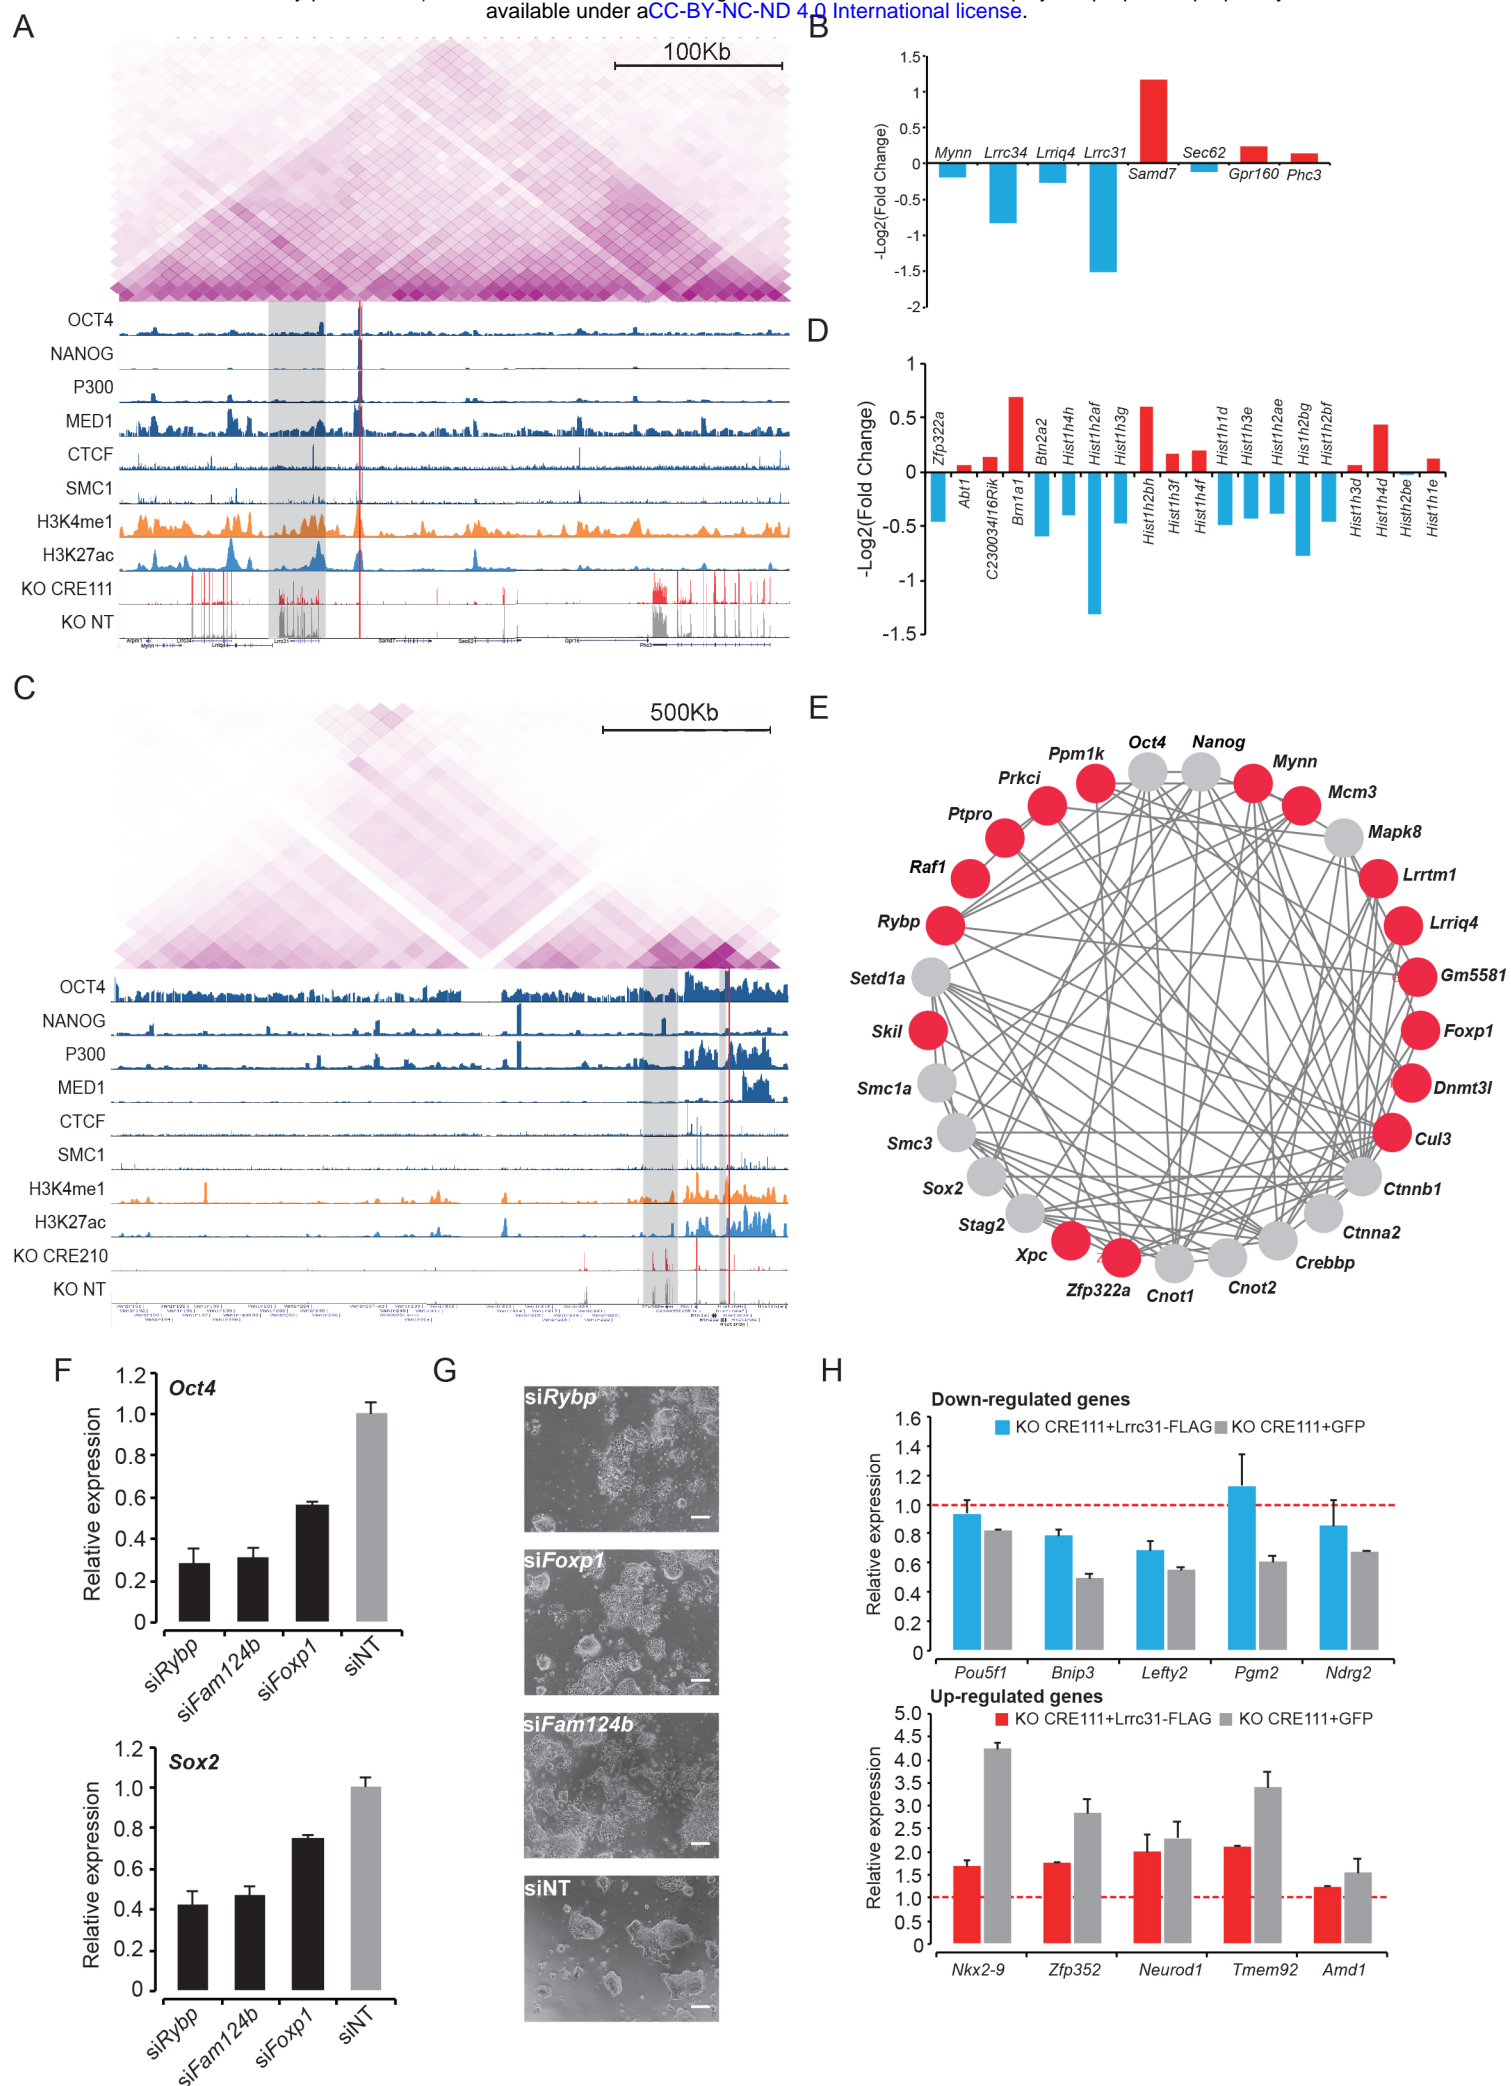 available under aCC-BY-NC-ND 4.0 International license.
A
100Kb
OCT4
NANOG
P300
MED1
CTCF
SMC1
H3K4me1
H3K27ac
KO CRE111
KO NT
Arpm1
Mynn
Lrrc34
Lrriq4
Lrrc31
Samd7
Sec62
Phc3
B
-Log2(Fold Change)
1.5
1
0.5
0
-0.5
-1
-1.5
-2
Mynn Lrrc34 Lrriq4 Lrrc31 Sec62
Samd7 Gpr160 Phc3
C
500Kb
OCT4
NANOG
P300
MED1
CTCF
SMC1
H3K4me1
H3K27ac
KO CRE210
KO NT
D
-Log2(Fold Change)
1
0.5
0
-0.5
-1
-1.5
Zfp322a
Abt1
C230034I16Rik
Brn1a1
Btn2a2
Hist1h4h
Hist1h2af
Hist1h3g
Hist1h2bh
Hist1h3f
Hist1h4f
Hist1h1d
Hist1h3e
Hist1h2ae
His1h2bg
Hist1h2bf
Hist1h3d
Hist1h4d
Histh2be
Hist1h1e
E
Oct4
Nanog
Mynn
Mcm3
Mapk8
Lrrtm1
Lrriq4
Gm5581
Foxp1
Dnmt3l
Cul3
Ctnnb1
Ctnna2
Crebbp
Cnot2
Cnot1
Zfp322a
Xpc
Stag2
Sox2
Smc3
Smc1a
Skil
Setd1a
Rybp
Raf1
Ptpro
Prkci
Ppm1k
F
Oct4
Relative expression
1.2
1.0
0.8
0.6
0.4
0.2
0
siRybp
siFam124b
siFoxp1
siNT
Sox2
Relative expression
1.2
1.0
0.8
0.6
0.4
0.2
0
siRybp
siFam124b
siFoxp1
siNT
G
siRybp
siFoxp1
siFam124b
siNT
H
Down-regulated genes
KO CRE111+Lrrc31-FLAG KO CRE111+GFP
Relative expression
1.6
1.4
1.2
1.0
0.8
0.6
0.4
0.2
0
Pou5f1 Bnip3 Lefty2 Pgm2 Ndrg2
Up-regulated genes
KO CRE111+Lrrc31-FLAG KO CRE111+GFP
Relative expression
5.0
4.5
4.0
3.5
3.0
2.5
2.0
1.5
1.0
0.5
0
Nkx2-9 Zfp352 Neurod1 Tmem92 Amd1